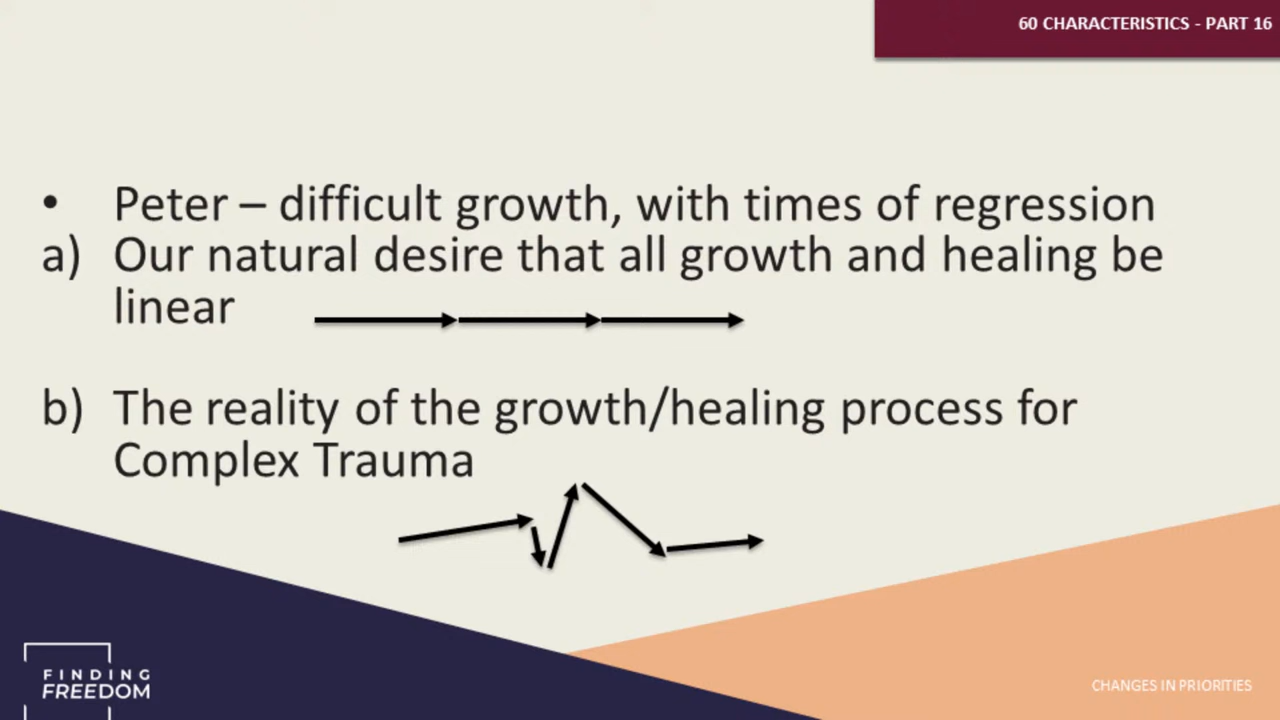 60 CHARACTERISTICS - PART 16
• Peter – difficult growth, with times of regression
a) Our natural desire that all growth and healing be
linear
b) The reality of the growth/healing process for
Complex Trauma
FINDING
FREEDOM
CHANGES IN PRIORITIES